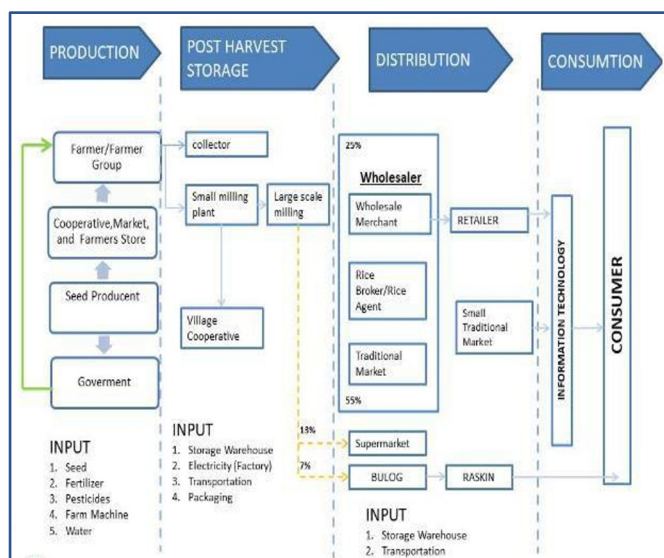 PRODUCTION
POST HARVEST
STORAGE
DISTRIBUTION
CONSUMTION
Farmer/Farmer
Group
Cooperative,Market,
and Farmers Store
Seed Producent
Goverment
INPUT
1. Seed
2. Fertilizer
3. Pesticides
4. Farm Machine
5. Water
collector
Small milling
plant
Large scale
milling
Village
Cooperative
INPUT
1. Storage Warehouse
2. Electricity (Factory)
3. Transportation
4. Packaging
25%
Wholesaler
Wholesale
Merchant
Rice
Broker/Rice
Agent
Traditional
Market
55%
13%
7%
Supermarket
BULOG
RASKIN
RETAILER
Small
Traditional
Market
INPUT
1. Storage Warehouse
2. Transportation
INFORMATION TECHNOLOGY
CONSUMER